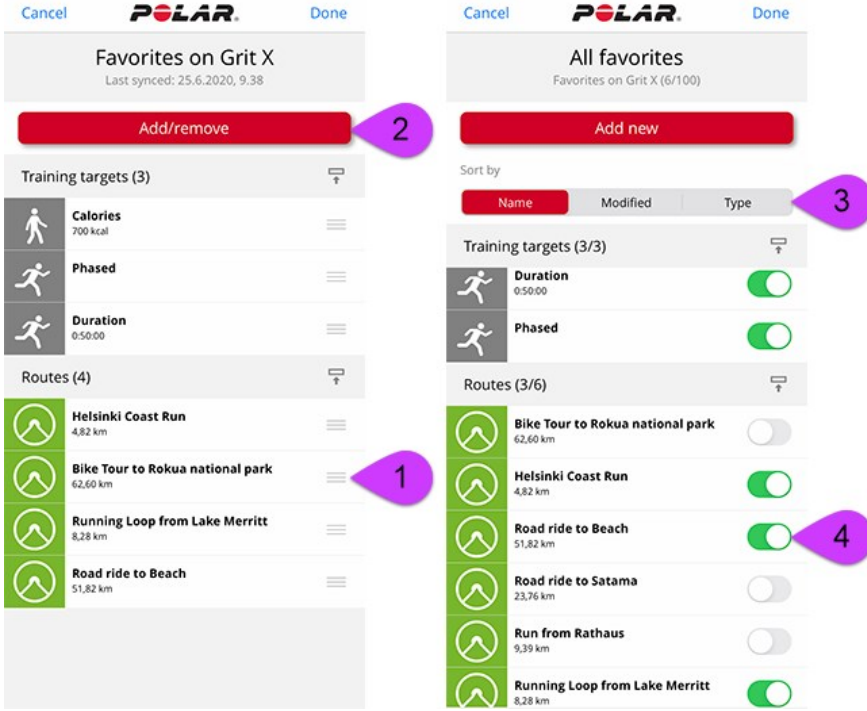 Cancel
POLAR.
Done
Favorites on Grit X
Last synced: 25.6.2020, 9.38
Add/remove
2
Training targets (3)
Calories
700 kcal
Phased
Duration
0:50:00
Routes (4)
Helsinki Coast Run
4,82 km
Bike Tour to Rokua national park
62,60 km
1
Running Loop from Lake Merritt
8,28 km
Road ride to Beach
51,82 km
Cancel
POLAR.
Done
All favorites
Favorites on Grit X (6/100)
Add new
Sort by
Name
Modified
Type
3
Training targets (3/3)
Duration
0:50:00
Phased
Routes (3/6)
Bike Tour to Rokua national park
62,60 km
Helsinki Coast Run
4,82 km
Road ride to Beach
51,82 km
4
Road ride to Satama
23,76 km
Run from Rathaus
9,39 km
Running Loop from Lake Merritt
8,28 km